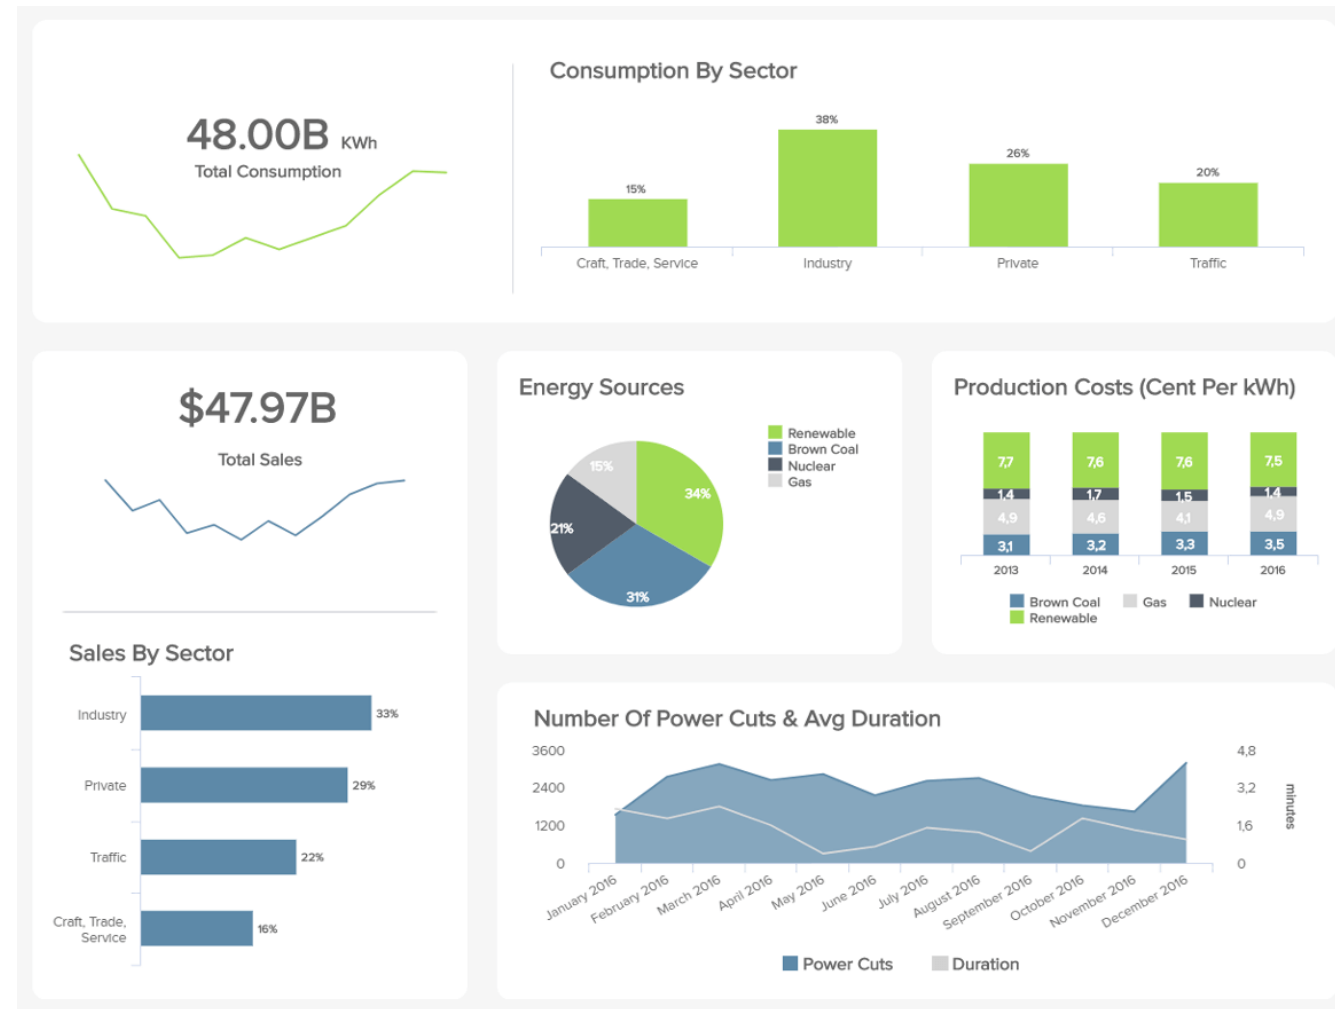 48.00B KWh
Total Consumption
Consumption By Sector
15%
38%
26%
20%
Craft, Trade, Service
Industry
Private
Traffic
$47.97B
Total Sales
Sales By Sector
Industry
33%
Private
29%
Traffic
22%
Craft, Trade,
Service
16%
Energy Sources
Renewable
Brown Coal
Nuclear
Gas
15%
34%
21%
31%
Production Costs (Cent Per kWh)
7,7
7,6
7,6
7,5
1,4
1,7
1,5
1,4
4,9
4,6
4,1
4,9
3,1
3,2
3,3
3,5
2013
2014
2015
2016
Brown Coal
Gas
Nuclear
Renewable
Number Of Power Cuts & Avg Duration
3600
2400
1200
0
4,8
3,2
1,6
0
minutes
January 2016
February 2016
March 2016
April 2016
May 2016
June 2016
July 2016
August 2016
September 2016
October 2016
November 2016
December 2016
Power Cuts
Duration